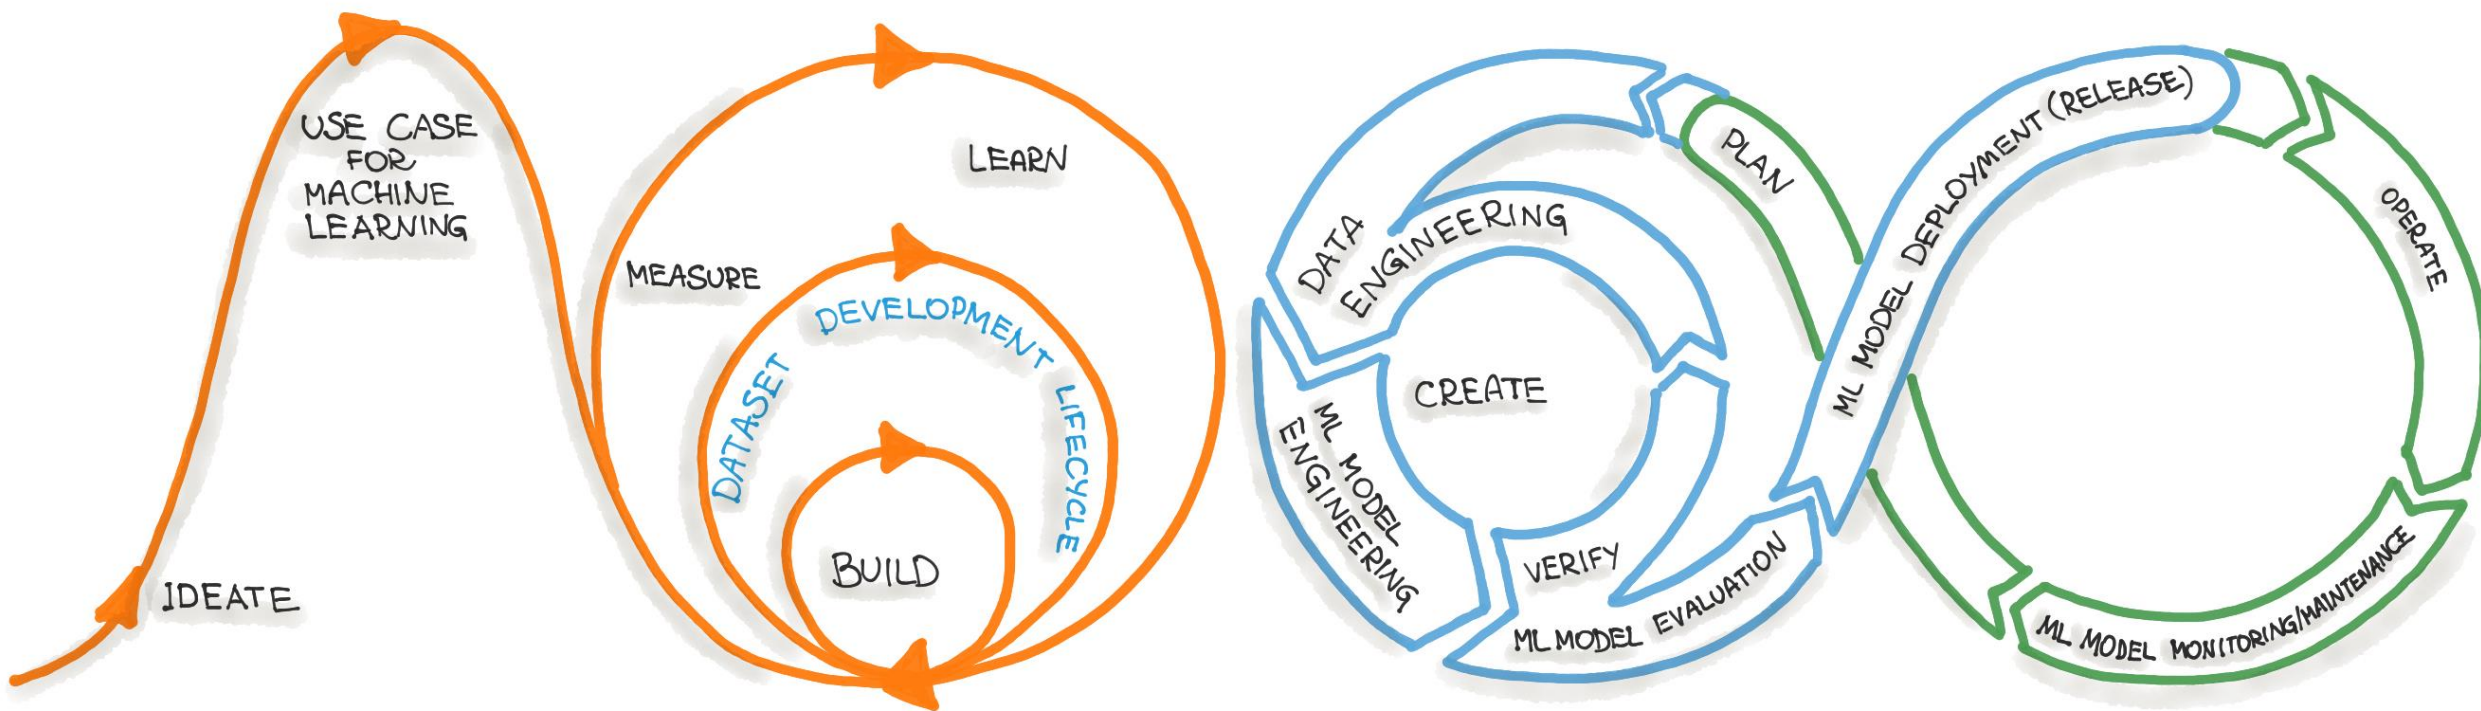 IDEATE
USE CASE
FOR
MACHINE
LEARNING
MEASURE
LEARN
DATASET DEVELOPMENT LIFECYCLE
BUILD
DATA
ENGINEERING
PLAN
CREATE
ML MODEL
ENGINEERING
VERIFY
ML MODEL EVALUATION
ML MODEL DEPLOYMENT (RELEASE)
OPERATE
ML MODEL MONITORING/MAINTENANCE